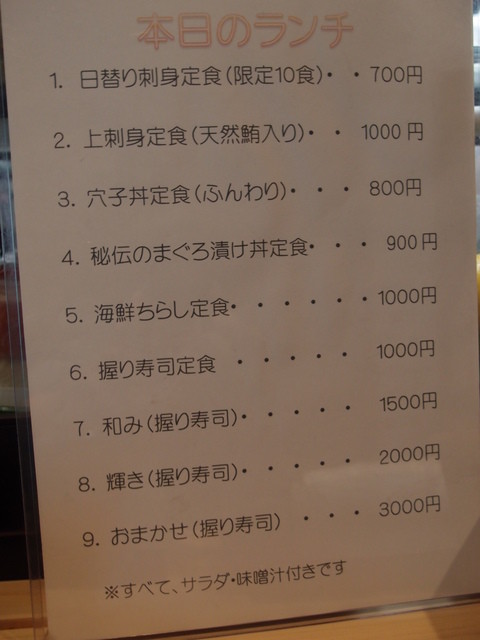 本日のランチ
1. 日替り刺身定食(限定10食)・・700円
2. 上刺身定食(天然鮪入り)・・1000円
3. 穴子丼定食(ふんわり)・・・800円
4. 秘伝のまぐろ漬け丼定食・・・900円
5. 海鮮ちらし定食・・・・・・1000円
6. 握り寿司定食 ・・・・・1000円
7. 和み(握り寿司)・・・・・1500円
8. 輝き(握り寿司)・・・・・2000円
9. おまかせ(握り寿司) ・・・3000円
※すべて、サラダ・味噌汁付きです